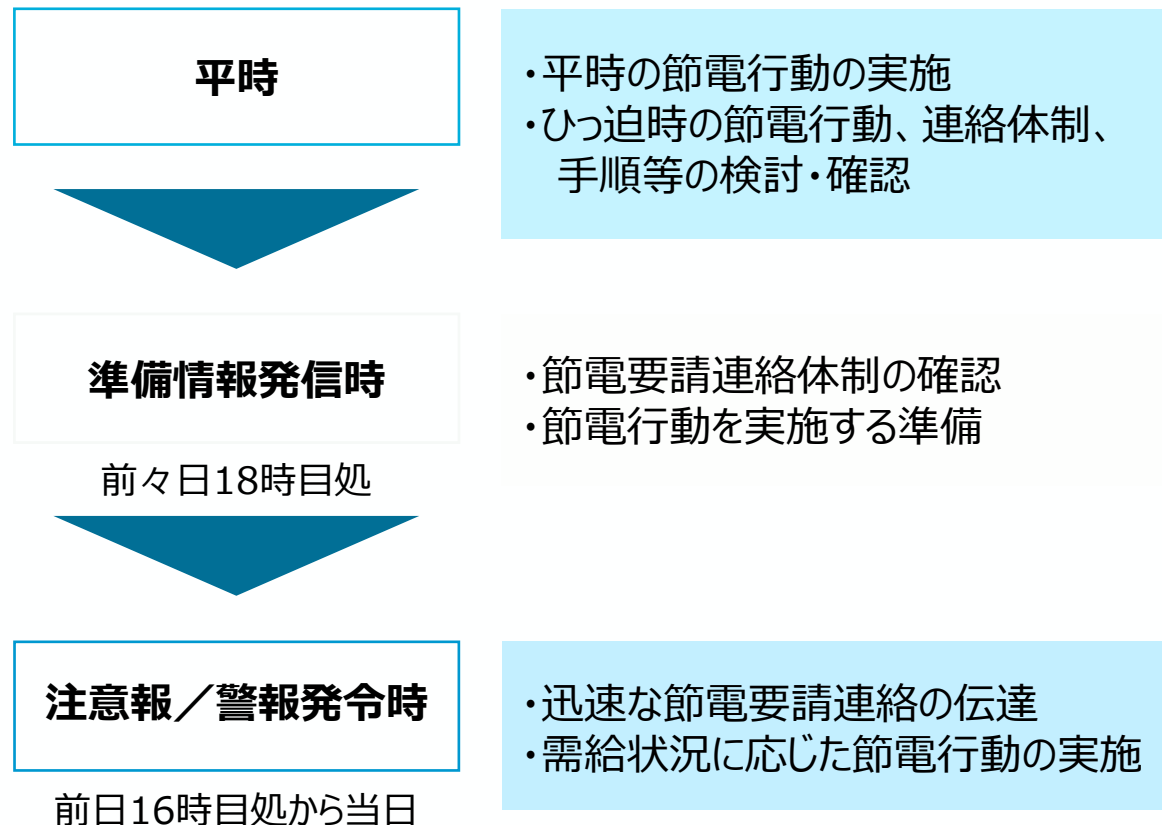 平時
・平時の節電行動の実施
・ひっ迫時の節電行動、連絡体制、
手順等の検討・確認
準備情報発信時
前々日18時目処
・節電要請連絡体制の確認
・節電行動を実施する準備
注意報／警報発令時
前日16時目処から当日
・迅速な節電要請連絡の伝達
・需給状況に応じた節電行動の実施